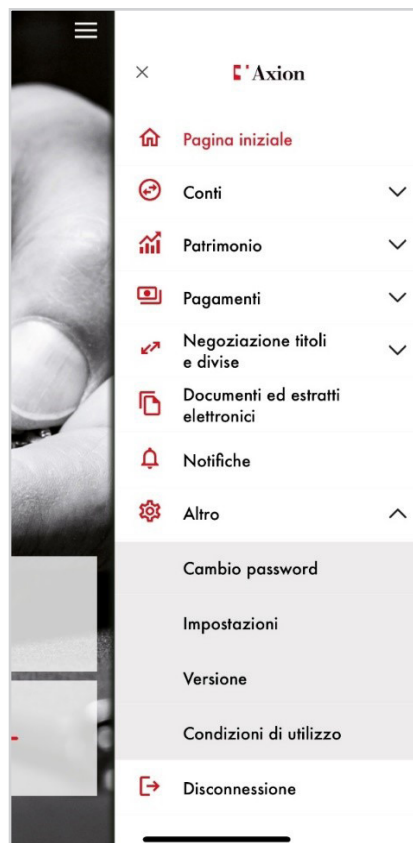 Axion
Pagina iniziale
Conti
Patrimonio
Pagamenti
Negoziazione titoli
e divise
Documenti ed estratti
elettronici
Notifiche
Altro
Cambio password
Impostazioni
Versione
Condizioni di utilizzo
Disconnessione